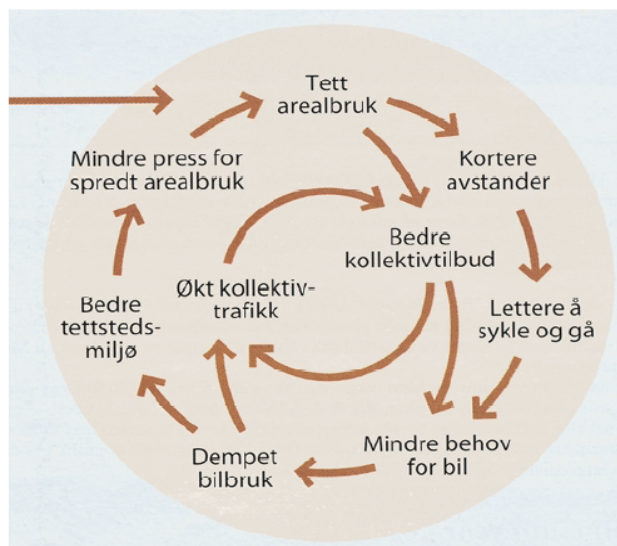 Tett
arealbruk
Kortere
avstander
Mindre press for
spredt arealbruk
Bedre
kollektivtilbud
Økt kollektiv-
trafikk
Bedre
tettsteds-
miljø
Lettere å
sykle og gå
Mindre behov
for bil
Dempet
bilbruk